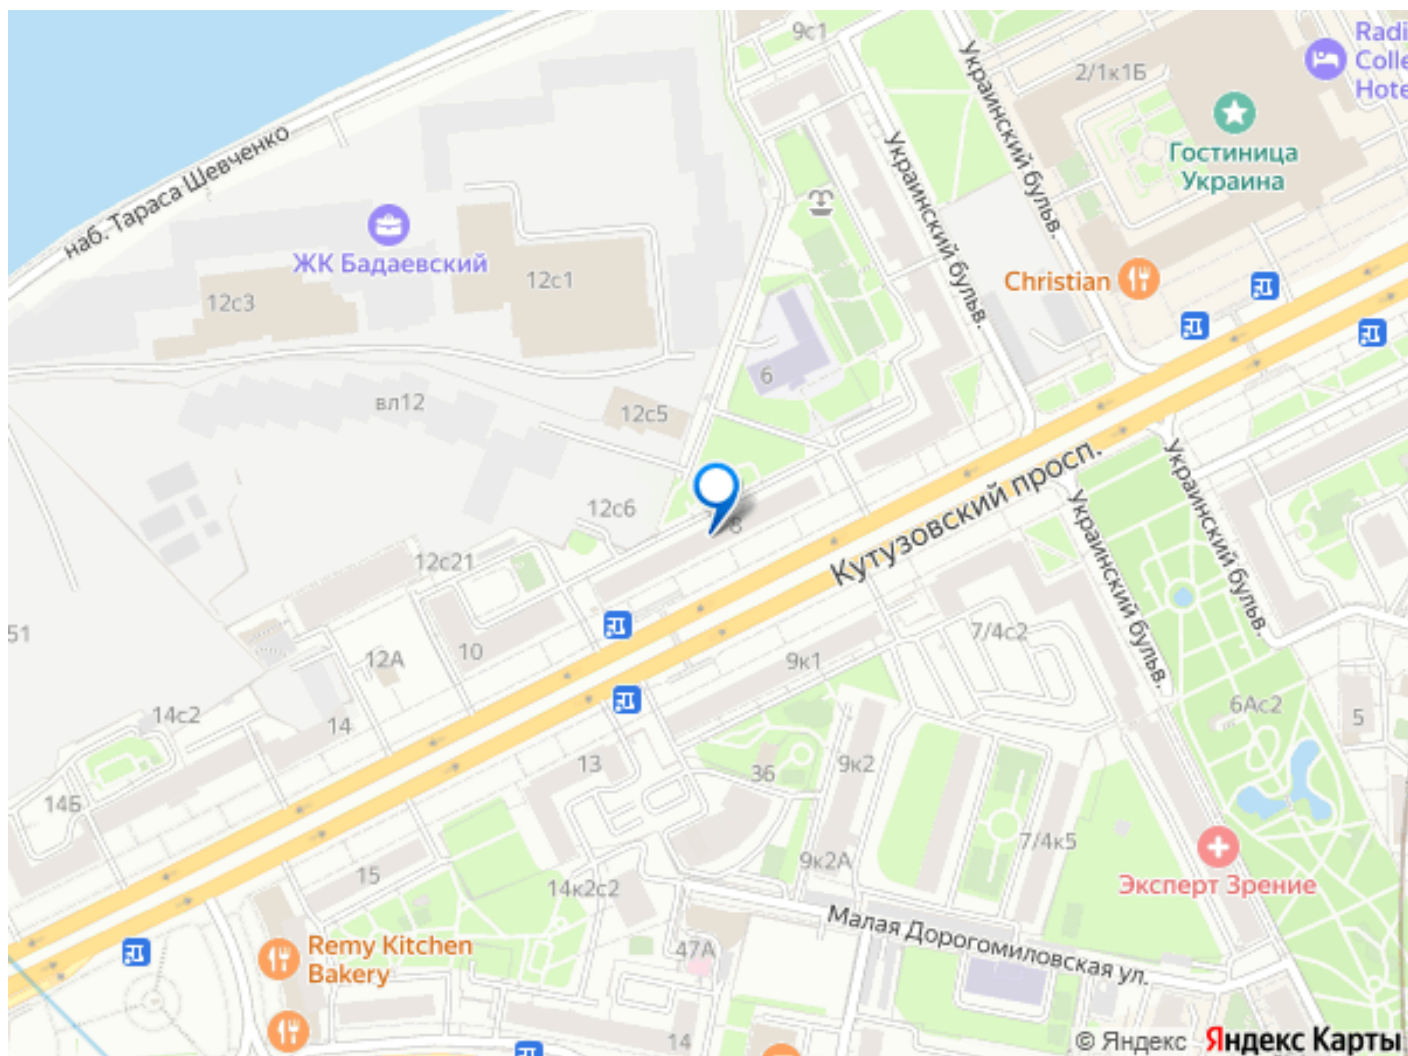 9с1
Украинский бульв.
2/1к1Б
Radi
Colle
Hote
Гостиница
Украина
наб. Тараса Шевченко
Украинский бульв.
ЖК Бадаевский
12с1
12с3
Christian
6
вл12
12с5
Кутузовский просп.
Украинский бульв.
12с6
8
12с21
Украинский бульв.
51
10
12А
7/4с2
9к1
6Ас2
5
14с2
14
13
36
9к2
14Б
15
14к2с2
9к2А
7/4к5
Эксперт Зрение
Малая Дорогомиловская ул.
Remy Kitchen
Bakery
47А
14
© Яндекс Яндекс Карты